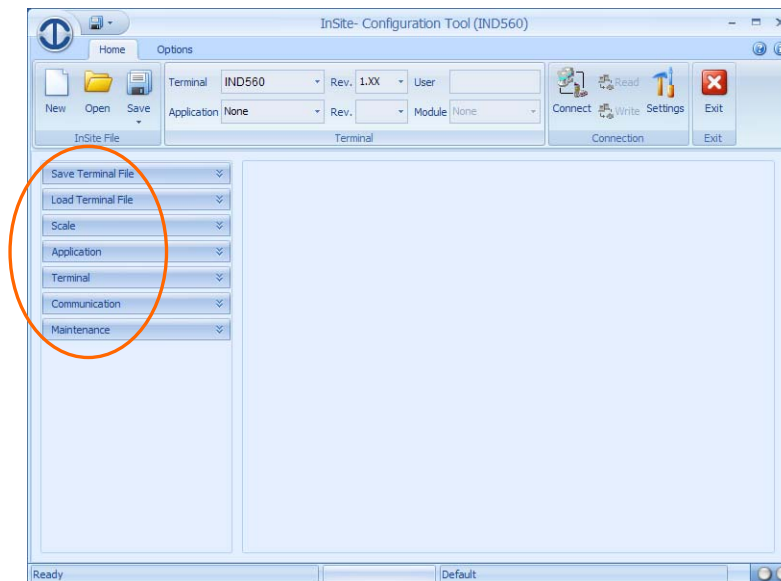 InSite- Configuration Tool (IND560)
Home Options
Terminal IND560 Rev. 1.XX User
Read
New Open Save Connect Settings Exit
Application None Rev. Module None
Write
InSite File Terminal Connection Exit
Save Terminal File
Load Terminal File
Scale
Application
Terminal
Communication
Maintenance
Ready Default